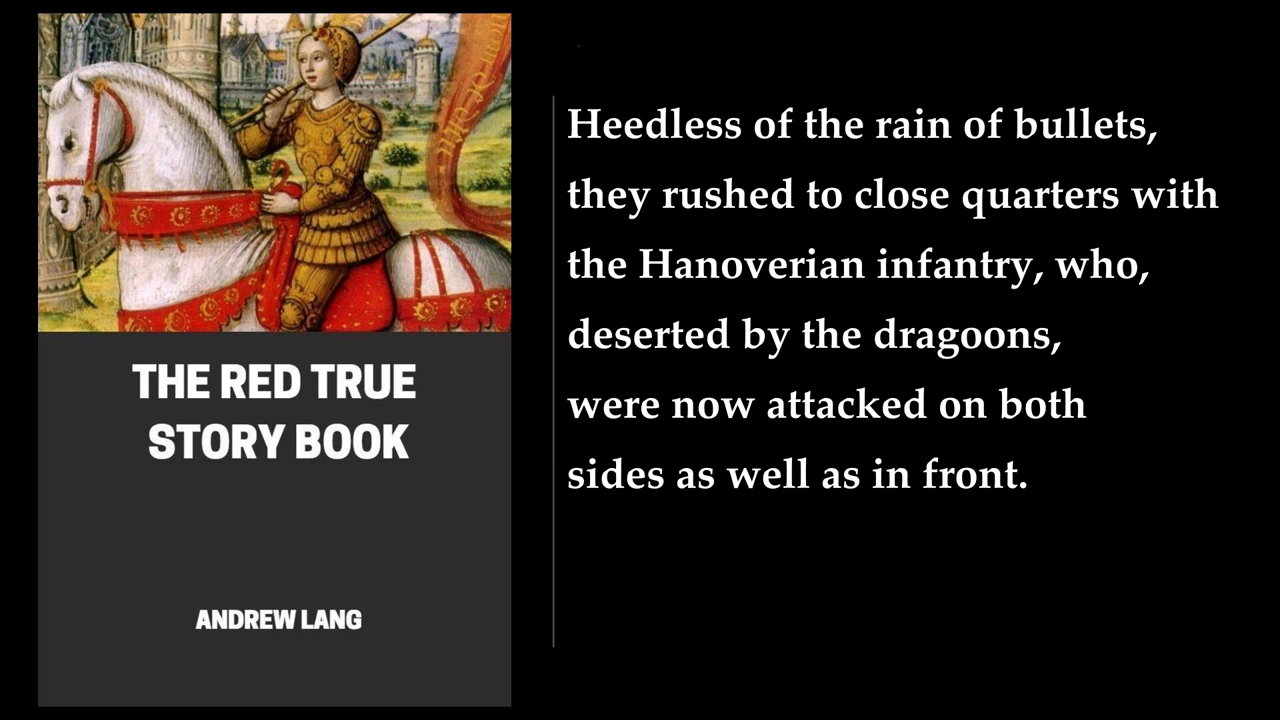 THE RED TRUE
STORY BOOK
ANDREW LANG
Heedless of the rain of bullets,
they rushed to close quarters with
the Hanoverian infantry, who,
deserted by the dragoons,
were now attacked on both
sides as well as in front.